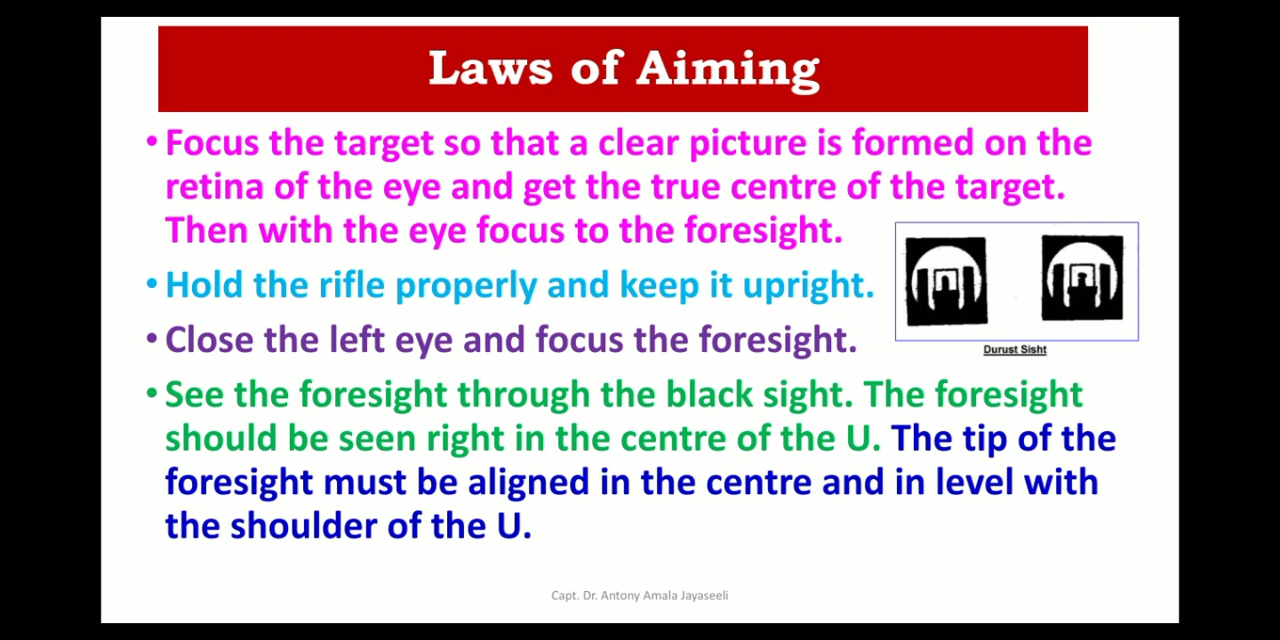 Laws of Aiming
• Focus the target so that a clear picture is formed on the
retina of the eye and get the true centre of the target.
Then with the eye focus to the foresight.
• Hold the rifle properly and keep it upright.
• Close the left eye and focus the foresight.
Durust Sisht
• See the foresight through the black sight. The foresight
should be seen right in the centre of the U. The tip of the
foresight must be aligned in the centre and in level with
the shoulder of the U.
Capt. Dr. Antony Amala Jayaseeli